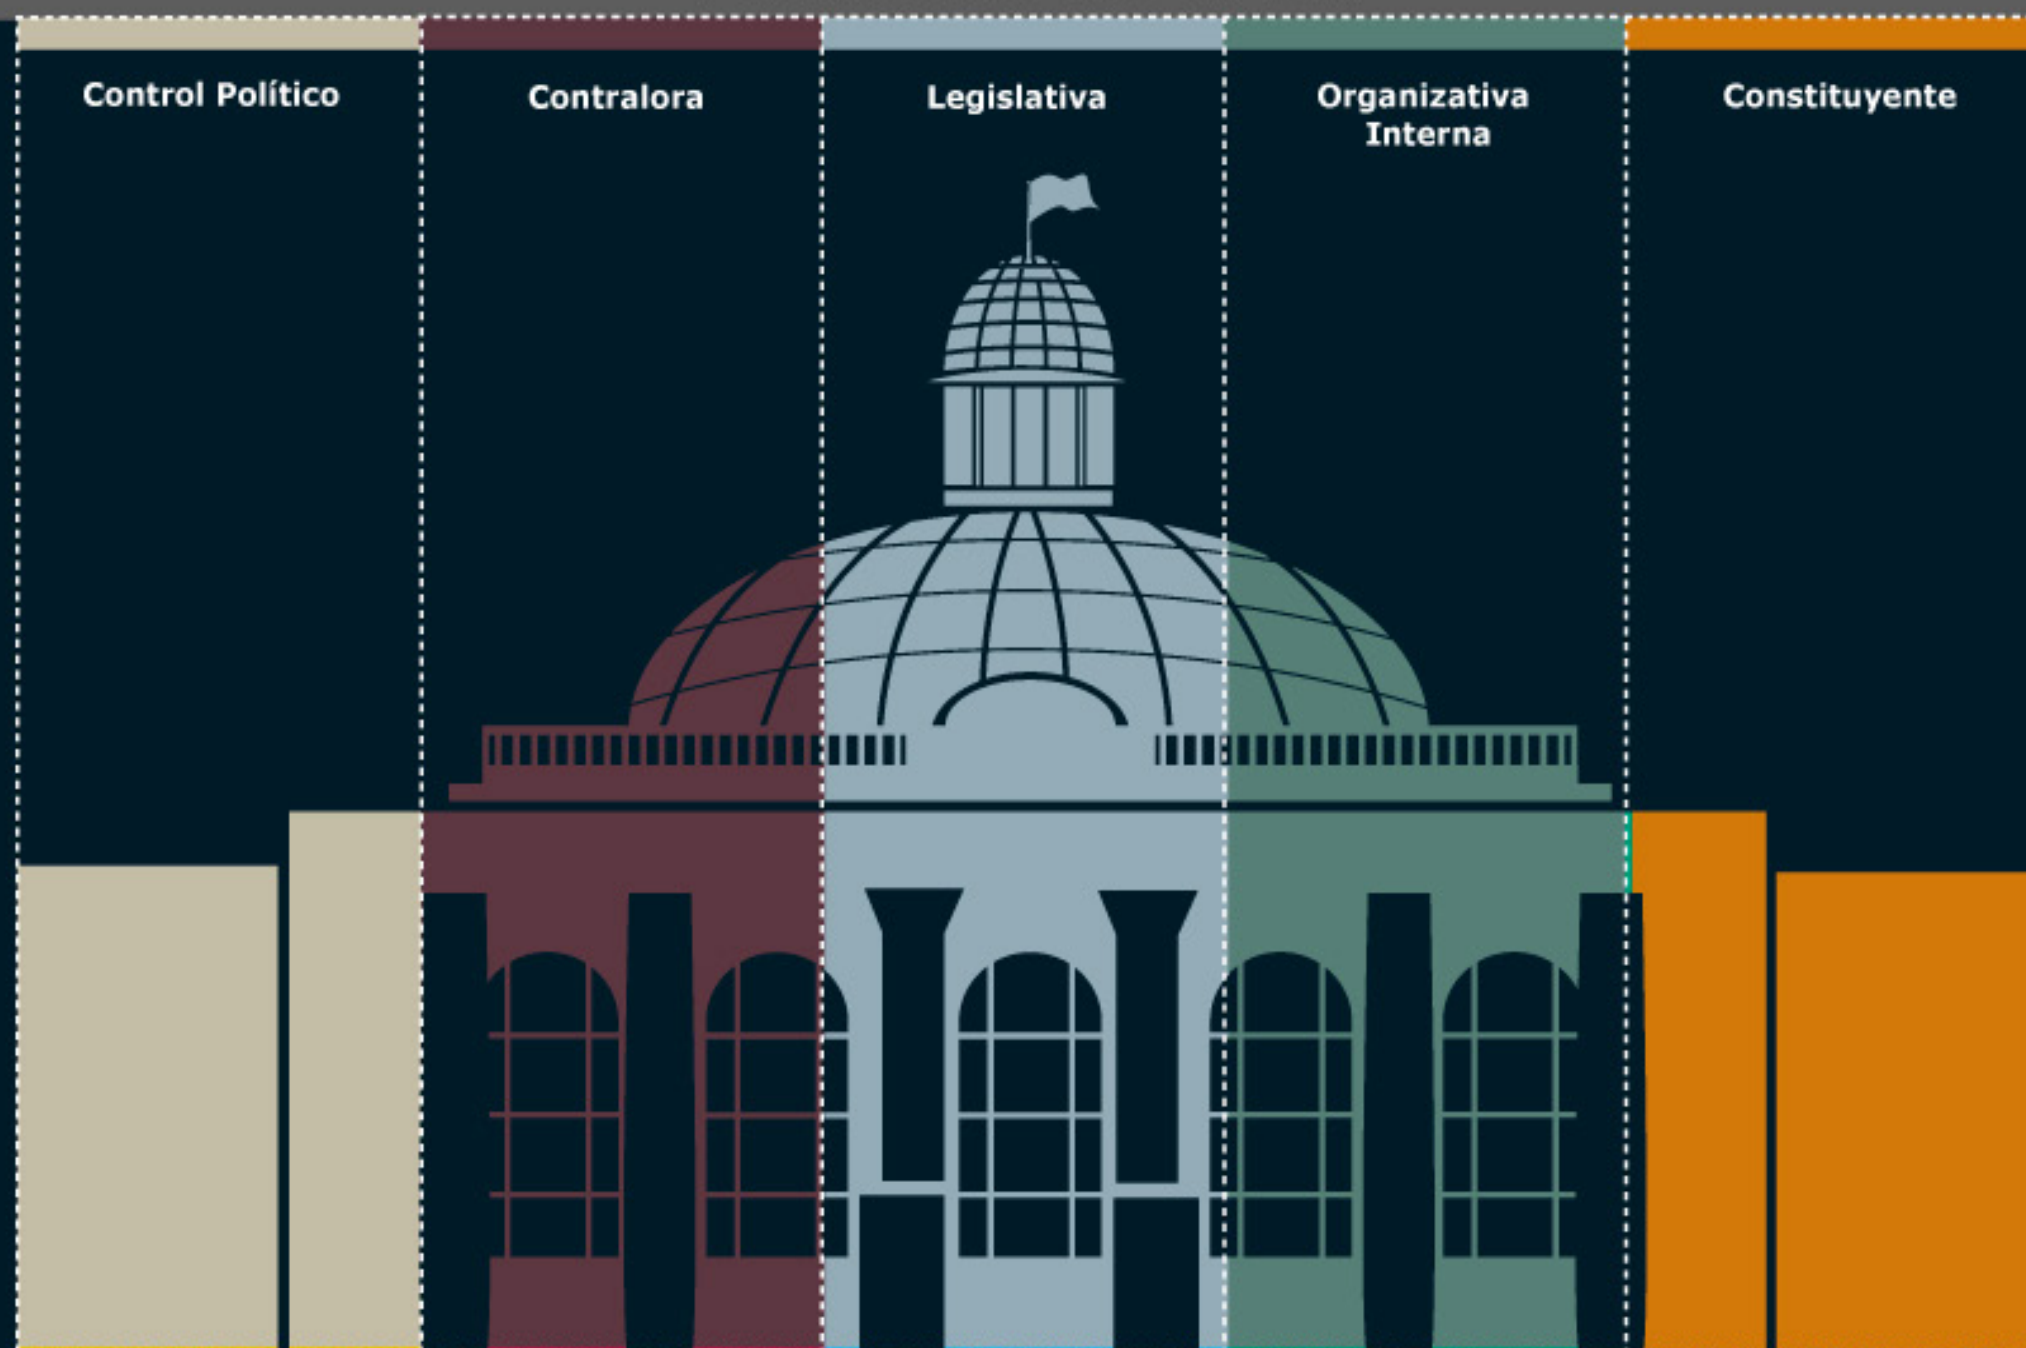 Control Político
Contralora
Legislativa
Organizativa
Interna
Constituyente